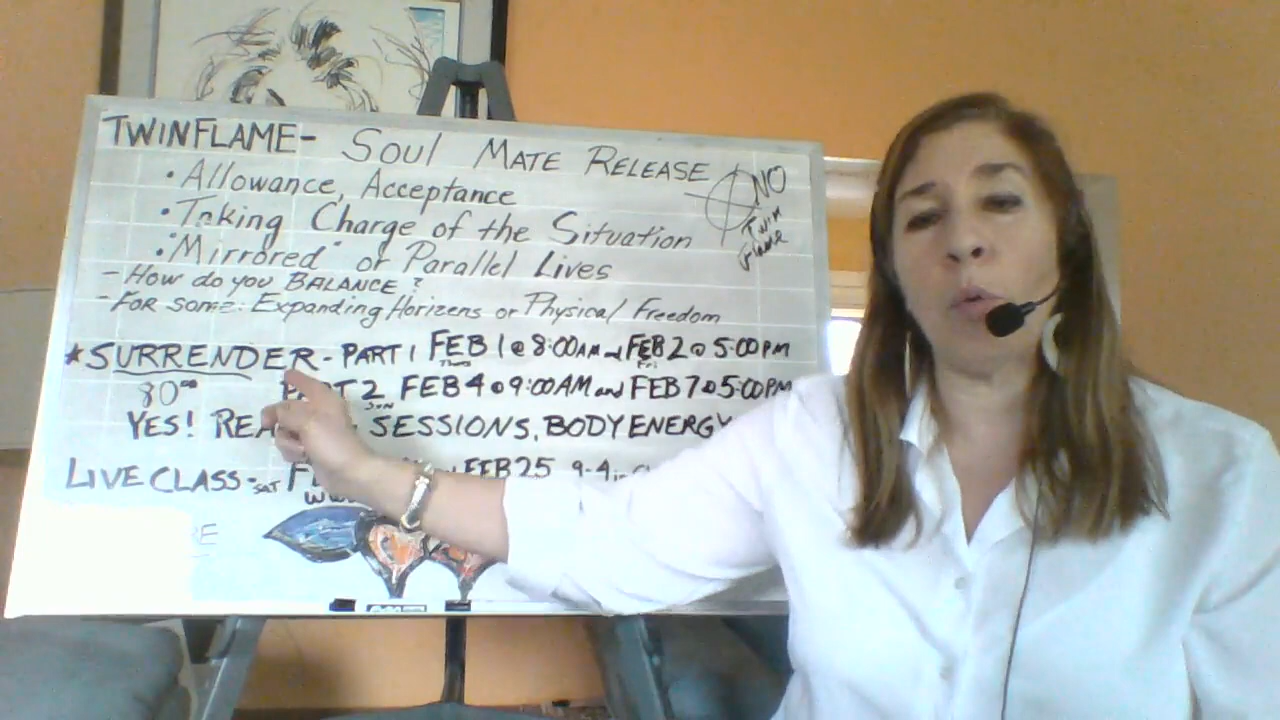 TWINFLAME- SOUL MATE RELEASE
• Allowance, Acceptance
• Taking Charge of the Situation
• "Mirrored" or Parallel Lives
NO
Twin
Flame
- How do you BALANCE?
- For some: Expanding Horizens or Physical Freedom
* SURRENDER - PART 1 FEB 1 @ 8:00AM and FEB 2 @ 5:00PM
Thurs Fri
80⁰⁰ PART 2 FEB 4 @ 9:00AM and FEB 7 @ 5:00PM
SUN
YES! SESSIONS, BODY ENERGY
LIVE CLASS - SAT FEB 25 9-4 in